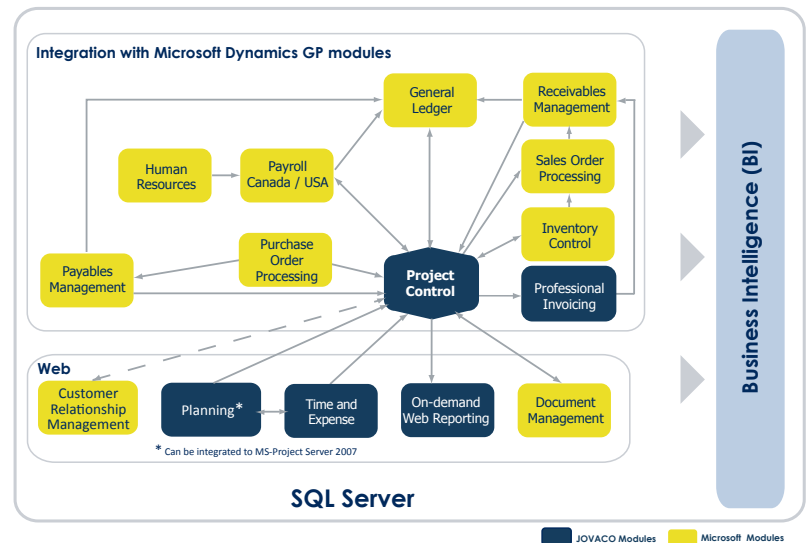 Integration with Microsoft Dynamics GP modules
General
Ledger
Receivables
Management
Human
Resources
Payroll
Canada / USA
Sales Order
Processing
Inventory
Control
Purchase
Order
Processing
Payables
Management
Project
Control
Professional
Invoicing
Web
Customer
Relationship
Management
Planning*
Time and
Expense
On-demand
Web Reporting
Document
Management
* Can be integrated to MS-Project Server 2007
SQL Server
Business Intelligence (BI)
JOVACO Modules
Microsoft Modules